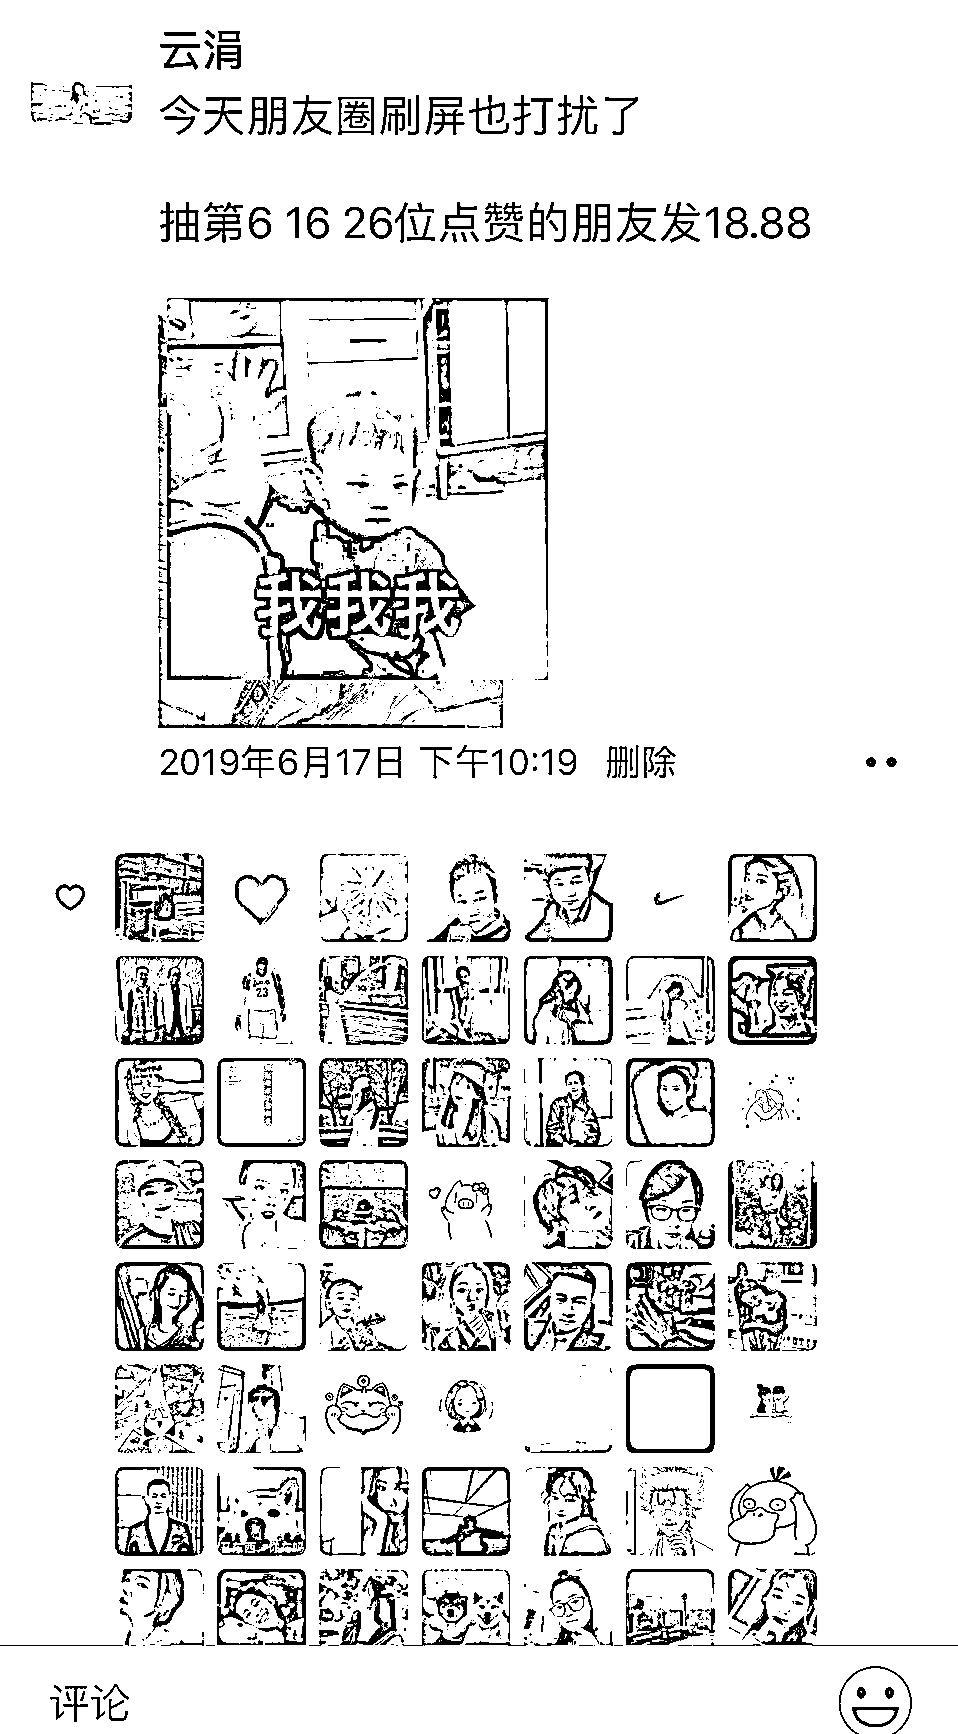 云涓
今天朋友圈刷屏也打扰了
抽第6 16 26位点赞的朋友发18.88
我我我
2019年6月17日 下午10:19 删除
23
评论